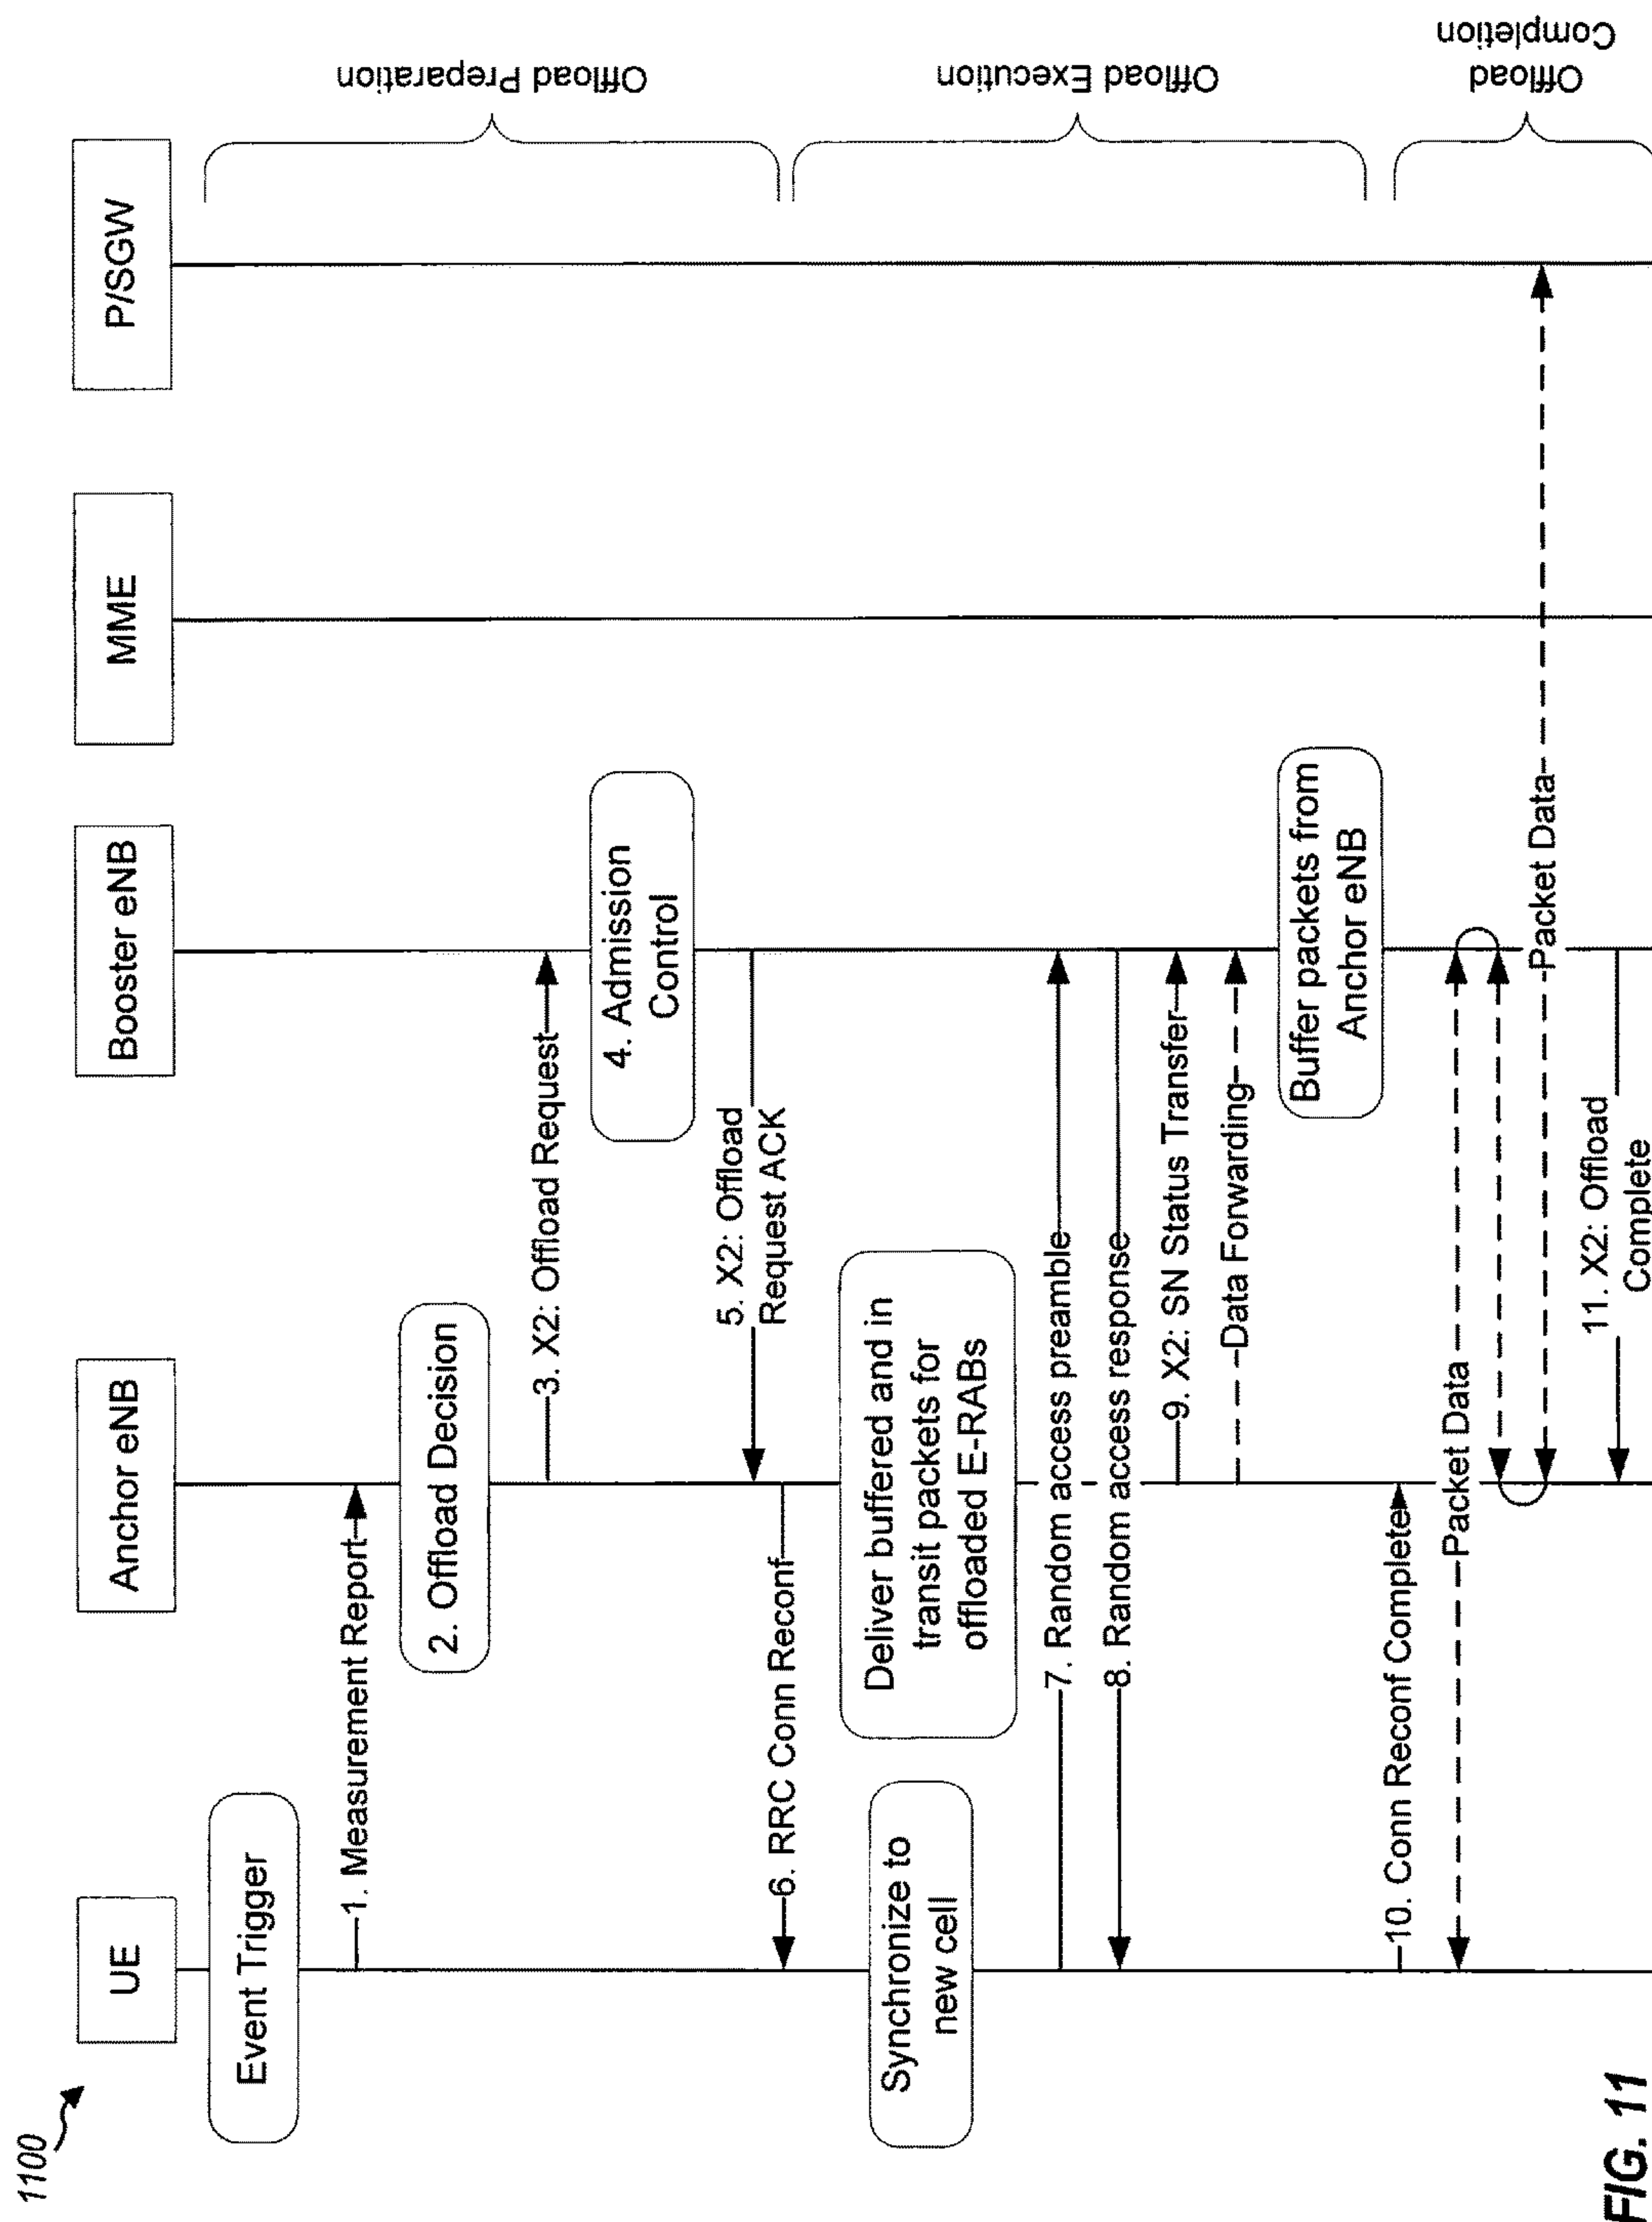 1100
UE
Anchor eNB
Booster eNB
MME
P/SGW
Event Trigger
1. Measurement Report
2. Offload Decision
3. X2: Offload Request
4. Admission
Control
5. X2: Offload
Request ACK
Offload Preparation
6. RRC Conn Reconf
Synchronize to
new cell
Deliver buffered and in
transit packets for
offloaded E-RABs
7. Random access preamble
8. Random access response
9. X2: SN Status Transfer
Data Forwarding
Buffer packets from
Anchor eNB
Offload Execution
10. Conn Reconf Complete
Packet Data
Packet Data
11. X2: Offload
Complete
Offload
Completion
FIG. 11